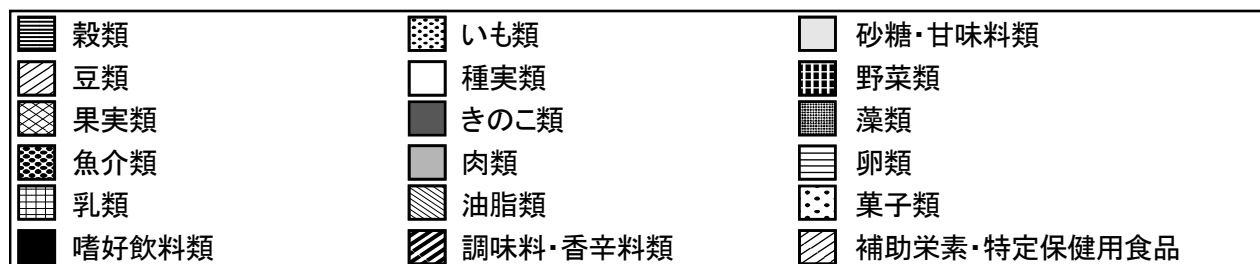 穀類 いも類 砂糖・甘味料類
豆類 種実類 野菜類
果実類 きのこ類 藻類
魚介類 肉類 卵類
乳類 油脂類 菓子類
嗜好飲料類 調味料・香辛料類 補助栄素・特定保健用食品